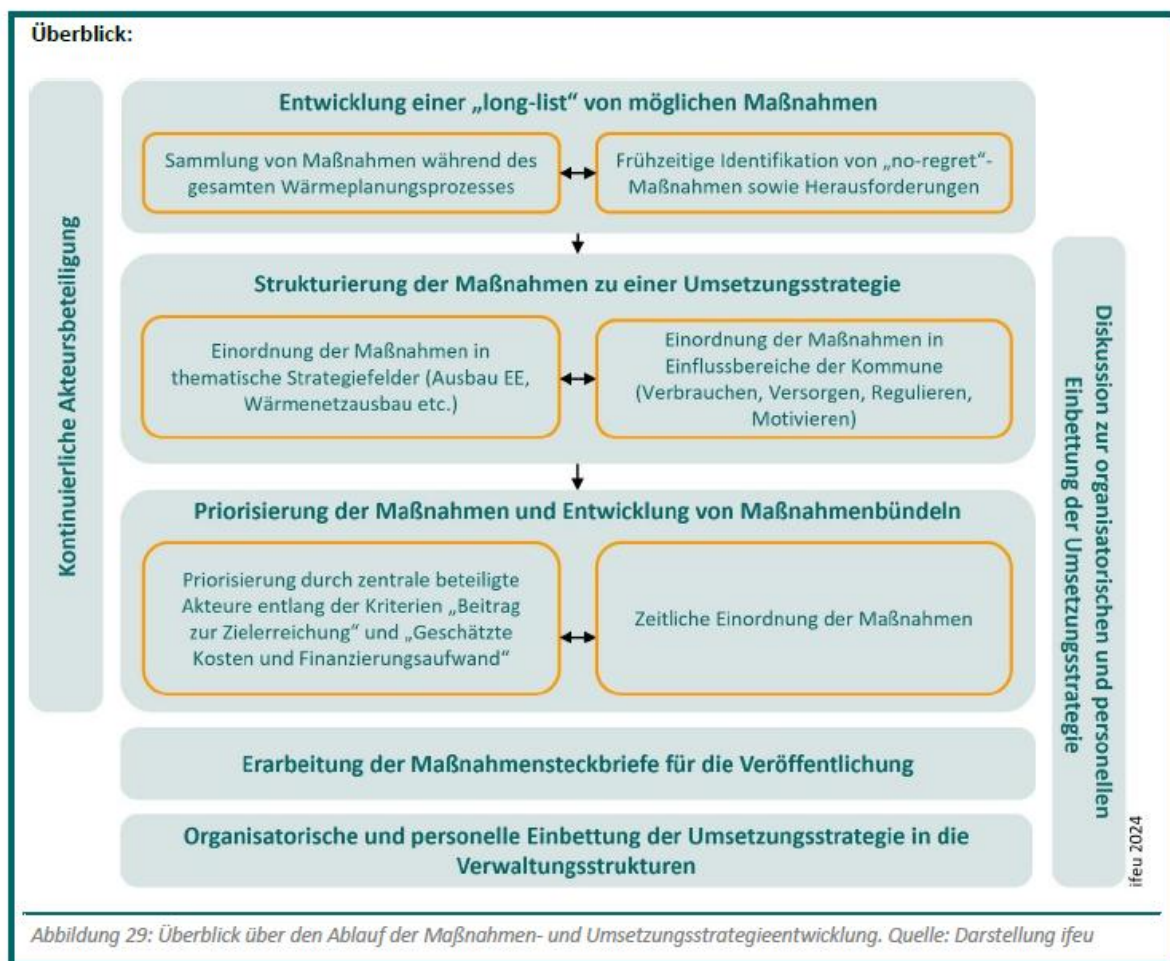 Überblick:
Kontinuierliche Akteursbeteiligung
Entwicklung einer „long-list“ von möglichen Maßnahmen
Sammlung von Maßnahmen während des
gesamten Wärmeplanungsprozesses
Frühzeitige Identifikation von „no-regret“-
Maßnahmen sowie Herausforderungen
Strukturierung der Maßnahmen zu einer Umsetzungsstrategie
Einordnung der Maßnahmen in
thematische Strategiefelder (Ausbau EE,
Wärmenetzausbau etc.)
Einordnung der Maßnahmen in
Einflussbereiche der Kommune
(Verbrauchen, Versorgen, Regulieren,
Motivieren)
Priorisierung der Maßnahmen und Entwicklung von Maßnahmenbündeln
Priorisierung durch zentrale beteiligte
Akteure entlang der Kriterien „Beitrag
zur Zielerreichung“ und „Geschätzte
Kosten und Finanzierungsaufwand“
Zeitliche Einordnung der Maßnahmen
Erarbeitung der Maßnahmensteckbriefe für die Veröffentlichung
Organisatorische und personelle Einbettung der Umsetzungsstrategie in die
Verwaltungsstrukturen
Diskussion zur organisatorischen und personellen
Einbettung der Umsetzungsstrategie
ifeu 2024
Abbildung 29: Überblick über den Ablauf der Maßnahmen- und Umsetzungsstrategieentwicklung. Quelle: Darstellung ifeu